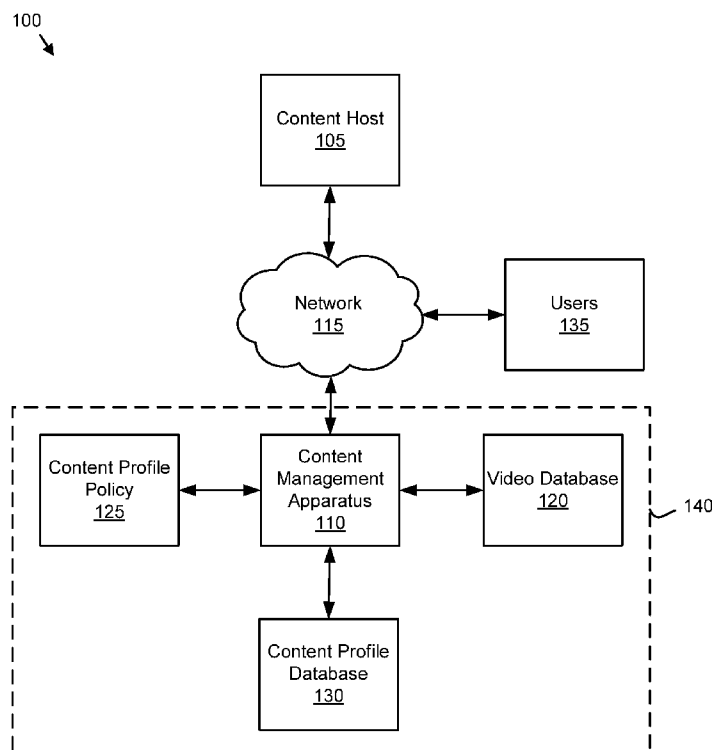 100
Content Host
105
Network
115
Users
135
Content Profile
Policy
125
Content
Management
Apparatus
110
Video Database
120
140
Content Profile
Database
130